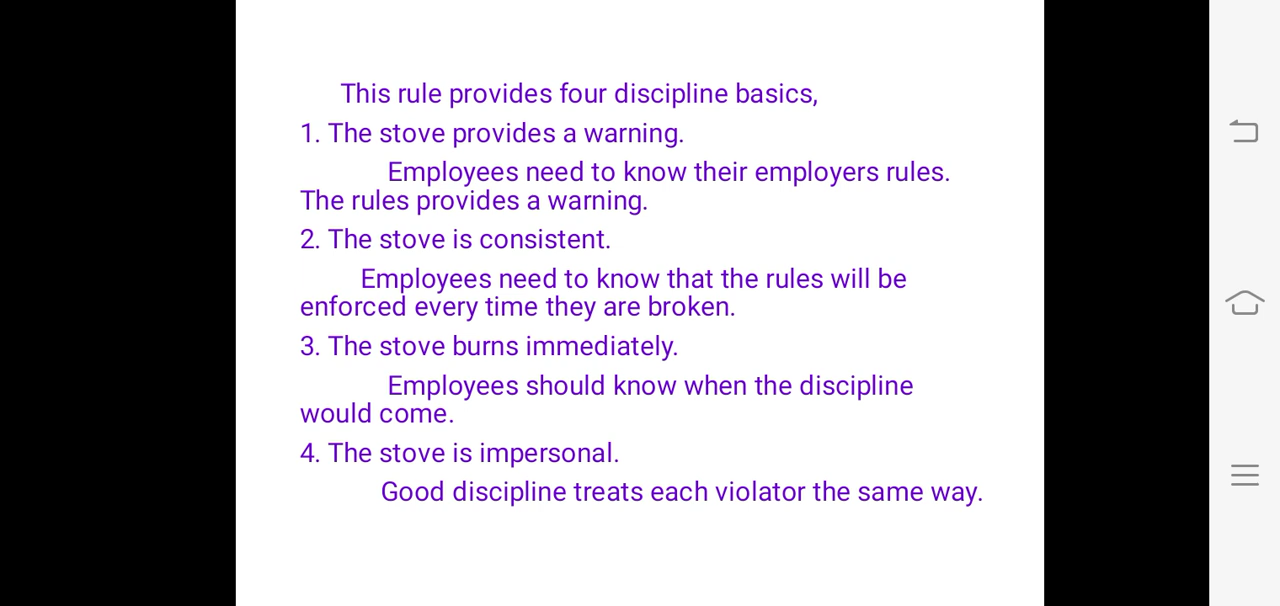 This rule provides four discipline basics,
1. The stove provides a warning.
Employees need to know their employers rules.
The rules provides a warning.
2. The stove is consistent.
Employees need to know that the rules will be
enforced every time they are broken.
3. The stove burns immediately.
Employees should know when the discipline
would come.
4. The stove is impersonal.
Good discipline treats each violator the same way.